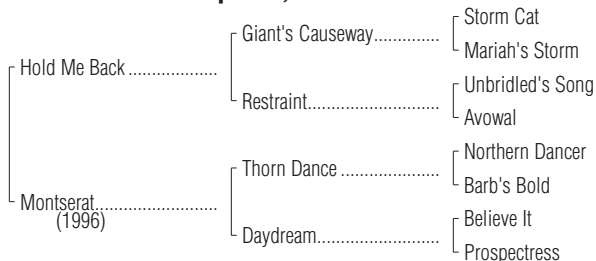 Storm Cat
Giant's Causeway..............
Mariah's Storm
Hold Me Back ...................
Unbridled's Song
Restraint............................
Avowal
Northern Dancer
Thorn Dance .....................
Barb's Bold
Montserat..........................
(1996)
Believe It
Daydream..........................
Prospectress